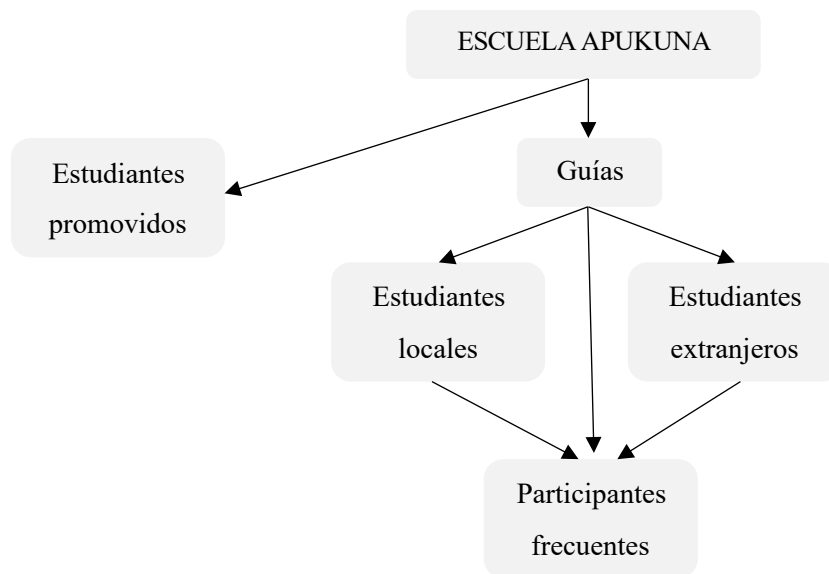 ESCUELA APUKUNA
Estudiantes
promovidos
Guías
Estudiantes
locales
Estudiantes
extranjeros
Participantes
frecuentes